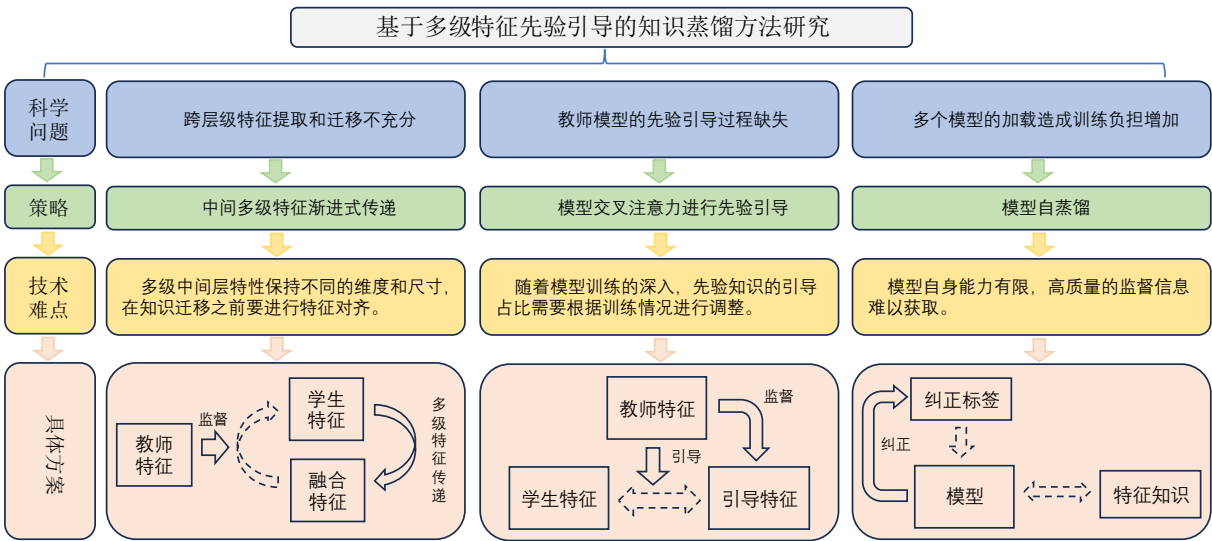 基于多级特征先验引导的知识蒸馏方法研究
科学
问题
跨层级特征提取和迁移不充分
教师模型的先验引导过程缺失
多个模型的加载造成训练负担增加
策略
中间多级特征渐进式传递
模型交叉注意力进行先验引导
模型自蒸馏
技术
难点
多级中间层特性保持不同的维度和尺寸，
在知识迁移之前要进行特征对齐。
随着模型训练的深入，先验知识的引导
占比需要根据训练情况进行调整。
模型自身能力有限，高质量的监督信息
难以获取。
具体方案
教师
特征
监督
学生
特征
融合
特征
多级特征传递
教师特征
监督
引导
学生特征
引导特征
纠正标签
纠正
模型
特征知识